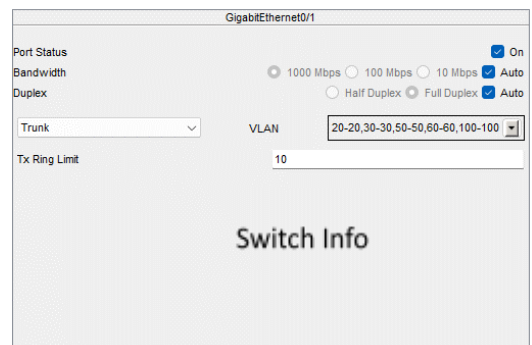 GigabitEthernet0/1
Port Status On
Bandwidth 1000 Mbps 100 Mbps 10 Mbps Auto
Duplex Half Duplex Full Duplex Auto
Trunk VLAN 20-20,30-30,50-50,60-60,100-100
Tx Ring Limit 10
Switch Info